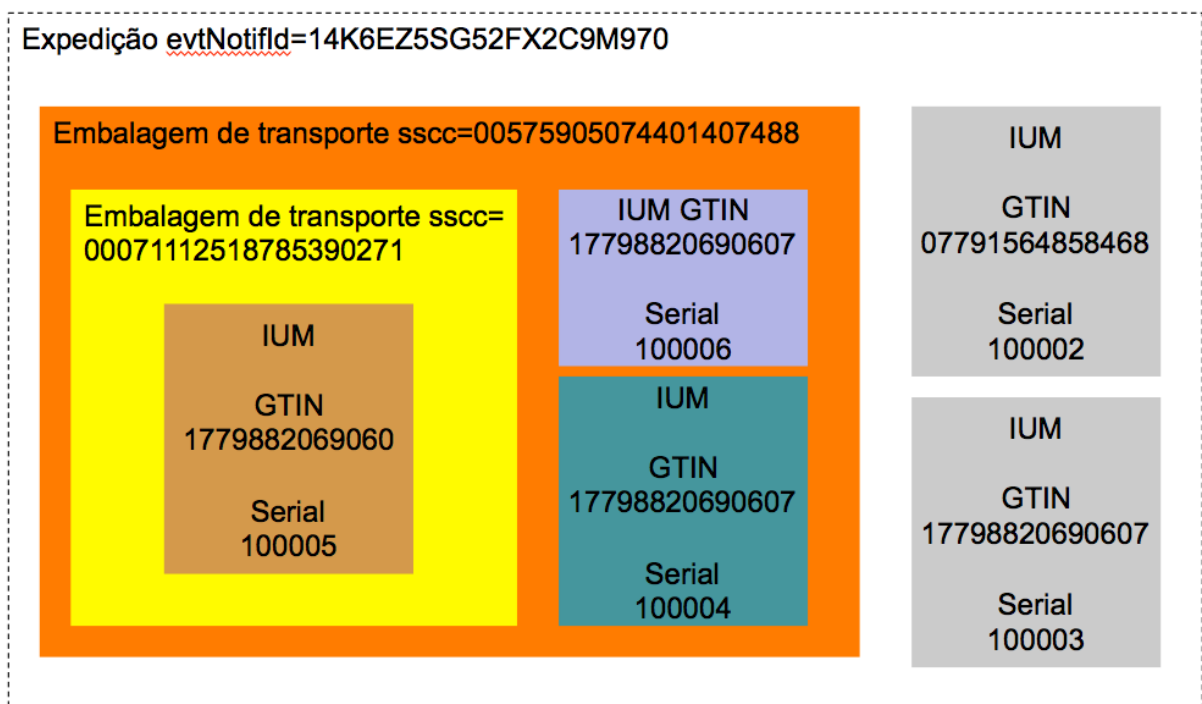 Expedição evtNotifId=14K6EZ5SG52FX2C9M970
Embalagem de transporte sscc=00575905074401407488
Embalagem de transporte sscc=
00071112518785390271
IUM
GTIN
1779882069060
Serial
100005
IUM GTIN
17798820690607
Serial
100006
IUM
GTIN
17798820690607
Serial
100004
IUM
GTIN
07791564858468
Serial
100002
IUM
GTIN
17798820690607
Serial
100003